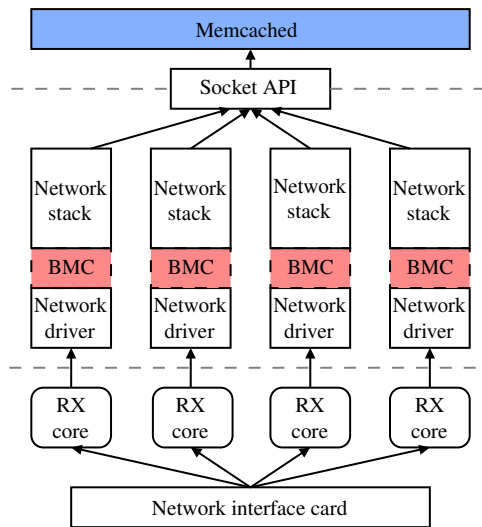 Memcached
Socket API
Network stack
Network stack
Network stack
Network stack
BMC
BMC
BMC
BMC
Network driver
Network driver
Network driver
Network driver
RX core
RX core
RX core
RX core
Network interface card